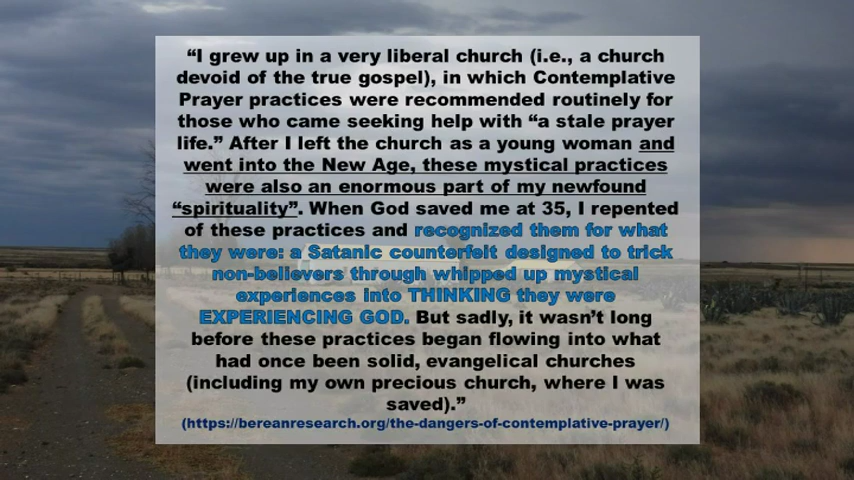 “I grew up in a very liberal church (i.e., a church
devoid of the true gospel), in which Contemplative
Prayer practices were recommended routinely for
those who came seeking help with “a stale prayer
life.” After I left the church as a young woman and
went into the New Age, these mystical practices
were also an enormous part of my newfound
“spirituality”. When God saved me at 35, I repented
of these practices and recognized them for what
they were: a Satanic counterfeit designed to trick
non-believers through whipped up mystical
experiences into THINKING they were
EXPERIENCING GOD. But sadly, it wasn’t long
before these practices began flowing into what
had once been solid, evangelical churches
(including my own precious church, where I was
saved).”
(https://bereanresearch.org/the-dangers-of-contemplative-prayer/)